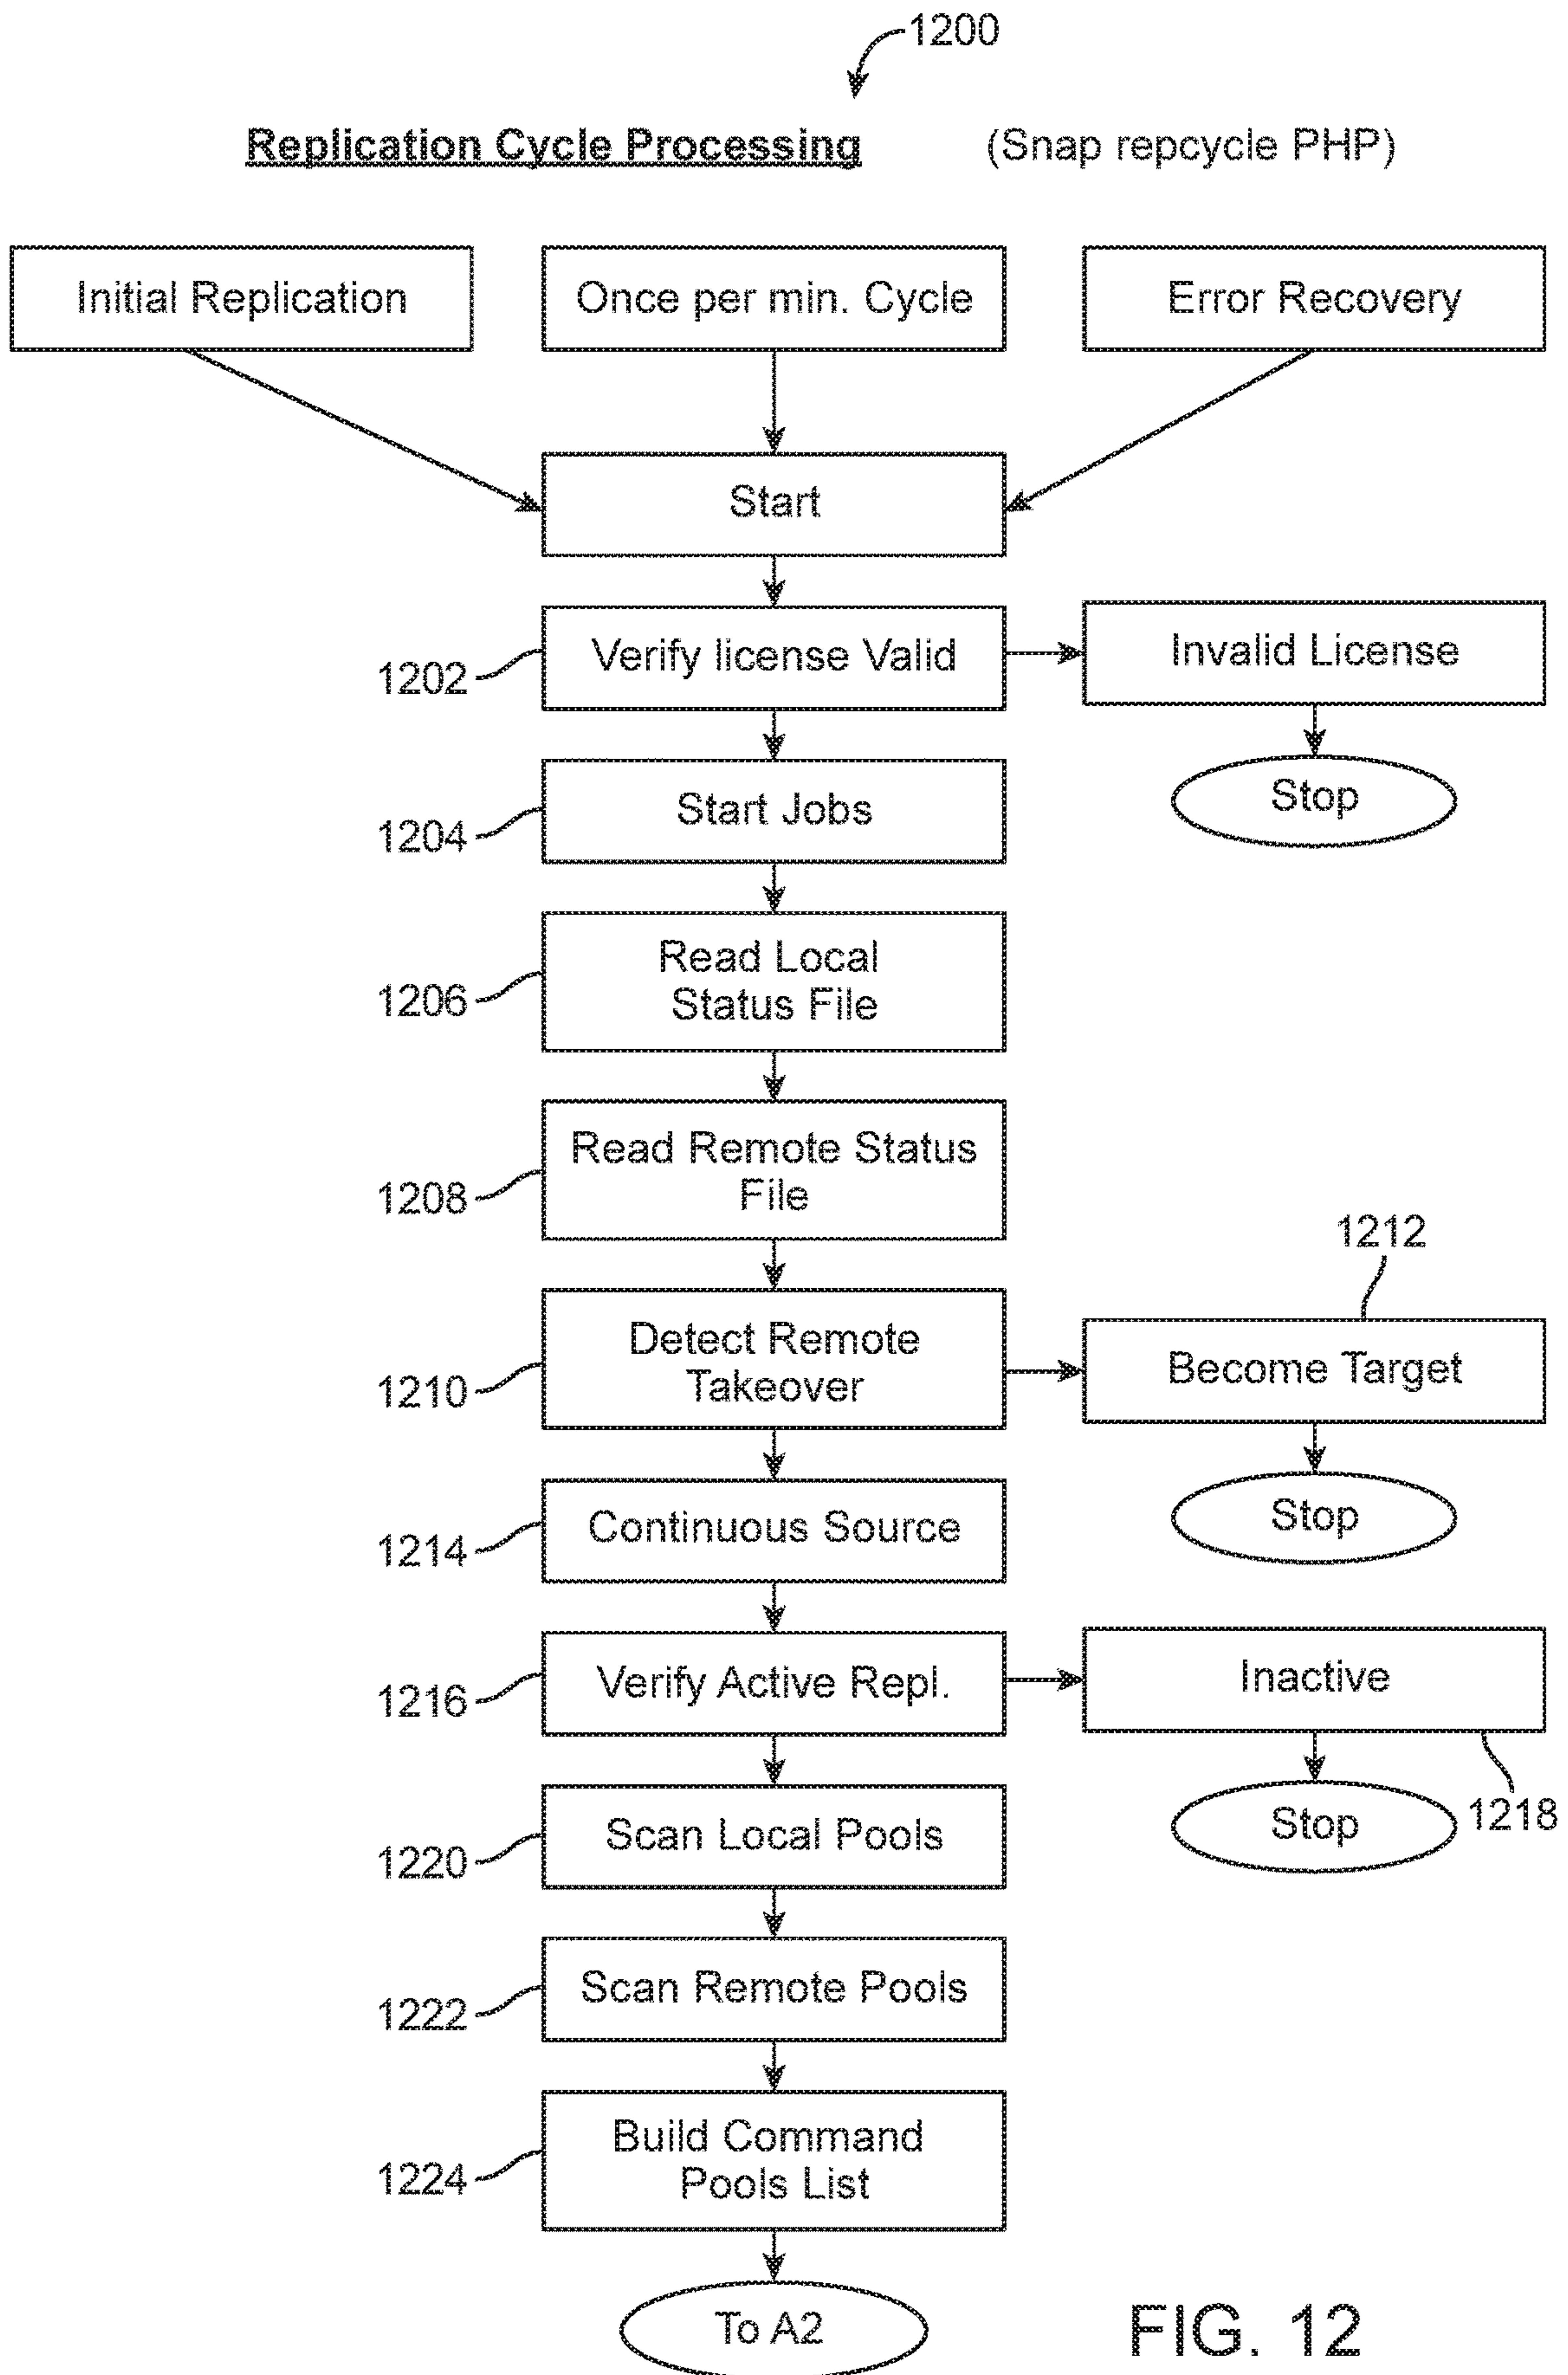 1200
Replication Cycle Processing (Snap repcycle PHP)
Initial Replication
Once per min. Cycle
Error Recovery
Start
1202
Verify license Valid
Invalid License
Stop
1204
Start Jobs
1206
Read Local
Status File
1208
Read Remote Status
File
1210
Detect Remote
Takeover
1212
Become Target
Stop
1214
Continuous Source
1216
Verify Active Repl.
Inactive
1218
Stop
1220
Scan Local Pools
1222
Scan Remote Pools
1224
Build Command
Pools List
To A2
FIG. 12